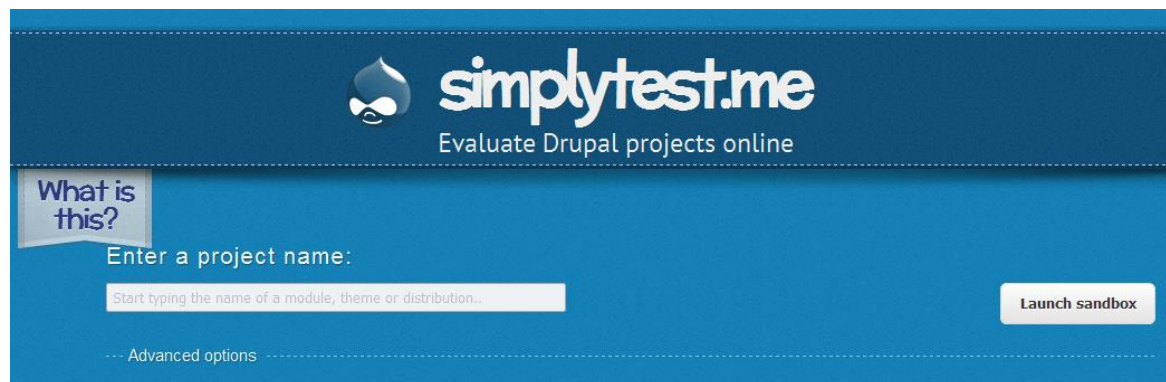 simplytest.me
Evaluate Drupal projects online
What is
this?
Enter a project name:
Start typing the name of a module, theme or distribution..
Launch sandbox
Advanced options